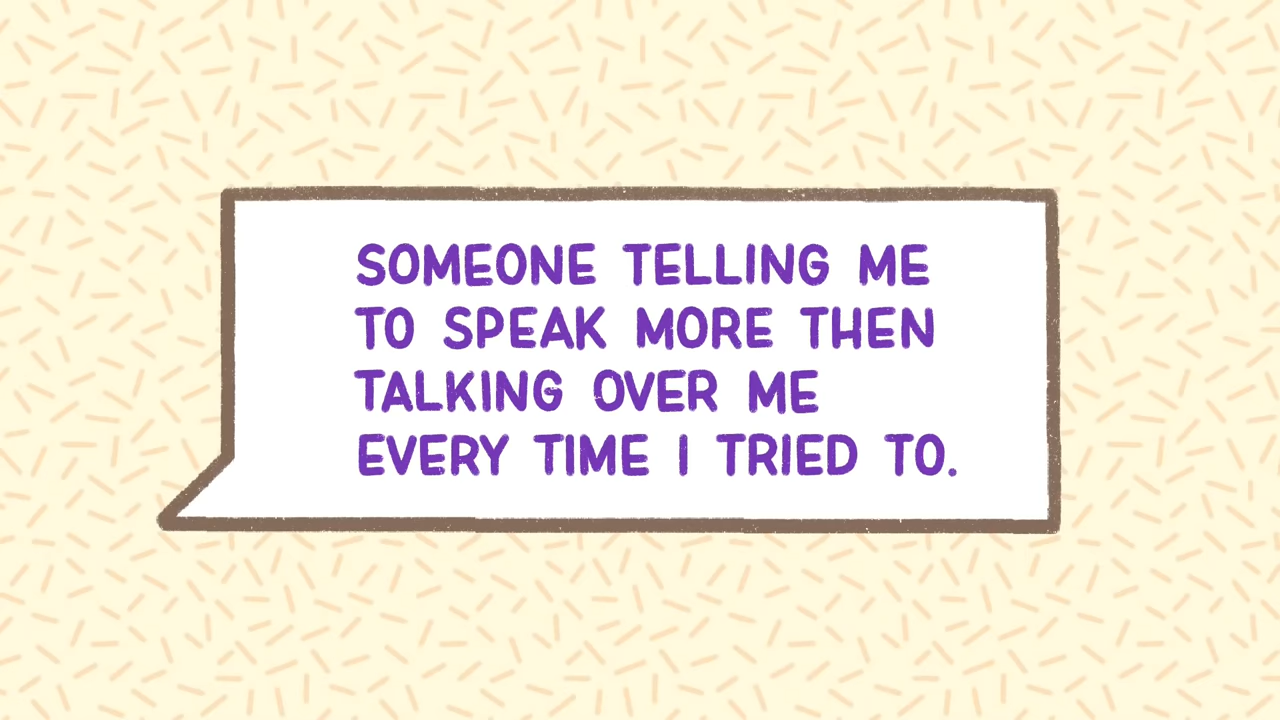 SOMEONE TELLING ME
TO SPEAK MORE THEN
TALKING OVER ME
EVERY TIME I TRIED TO.